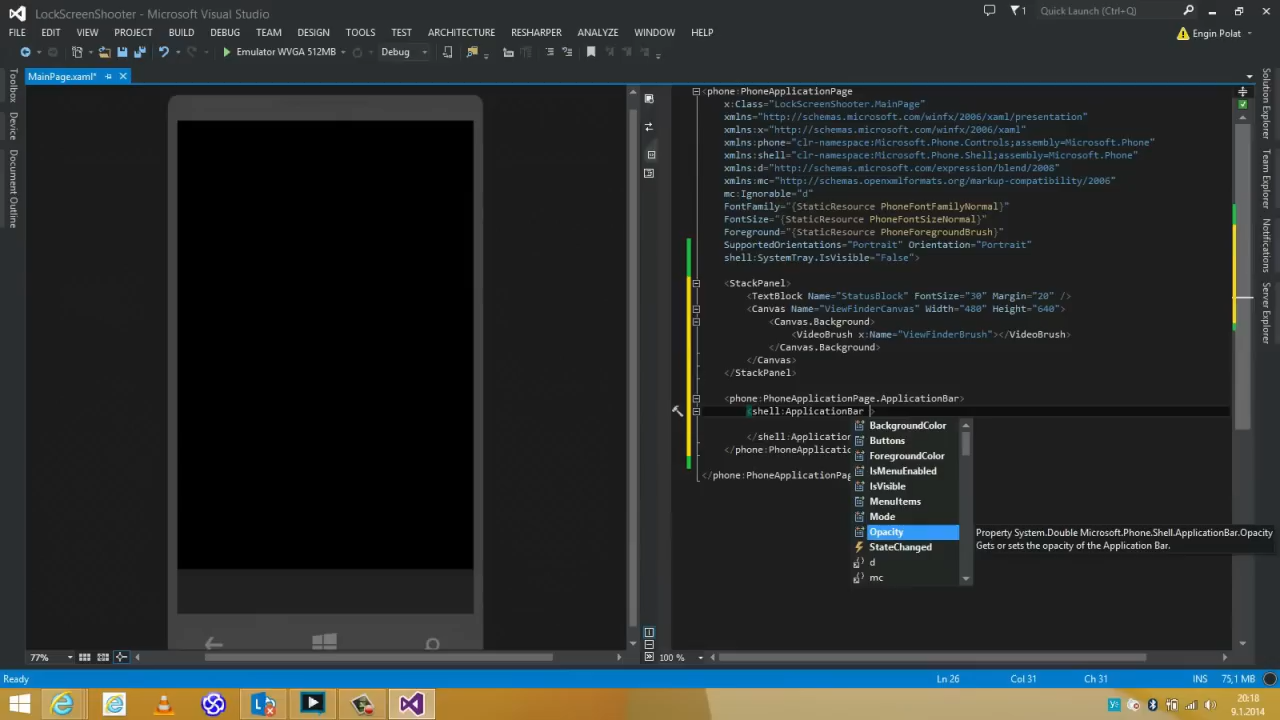 LockScreenShooter - Microsoft Visual Studio
1
Quick Launch (Ctrl+Q)
FILE EDIT VIEW PROJECT BUILD DEBUG TEAM DESIGN TOOLS TEST ARCHITECTURE RESHARPER ANALYZE WINDOW HELP
Engin Polat
Emulator WVGA 512MB
Debug
MainPage.xaml*
Toolbox
Device
Document Outline
<phone:PhoneApplicationPage
x:Class="LockScreenShooter.MainPage"
xmlns="http://schemas.microsoft.com/winfx/2006/xaml/presentation"
xmlns:x="http://schemas.microsoft.com/winfx/2006/xaml"
xmlns:phone="clr-namespace:Microsoft.Phone.Controls;assembly=Microsoft.Phone"
xmlns:shell="clr-namespace:Microsoft.Phone.Shell;assembly=Microsoft.Phone"
xmlns:d="http://schemas.microsoft.com/expression/blend/2008"
xmlns:mc="http://schemas.openxmlformats.org/markup-compatibility/2006"
mc:Ignorable="d"
FontFamily="{StaticResource PhoneFontFamilyNormal}"
FontSize="{StaticResource PhoneFontSizeNormal}"
Foreground="{StaticResource PhoneForegroundBrush}"
SupportedOrientations="Portrait" Orientation="Portrait"
shell:SystemTray.IsVisible="False">
<StackPanel>
<TextBlock Name="StatusBlock" FontSize="30" Margin="20" />
<Canvas Name="ViewFinderCanvas" Width="480" Height="640">
<Canvas.Background>
<VideoBrush x:Name="ViewFinderBrush"></VideoBrush>
</Canvas.Background>
</Canvas>
</StackPanel>
<phone:PhoneApplicationPage.ApplicationBar>
<shell:ApplicationBar >
</shell:Application
</phone:PhoneApplication
</phone:PhoneApplicationPag
BackgroundColor
Buttons
ForegroundColor
IsMenuEnabled
IsVisible
MenuItems
Mode
Opacity
StateChanged
d
mc
Property System.Double Microsoft.Phone.Shell.ApplicationBar.Opacity
Gets or sets the opacity of the Application Bar.
Solution Explorer
Team Explorer
Notifications
Server Explorer
77%
100 %
Ready
Ln 26
Col 31
Ch 31
INS
75,1 MB
20:18
9.1.2014